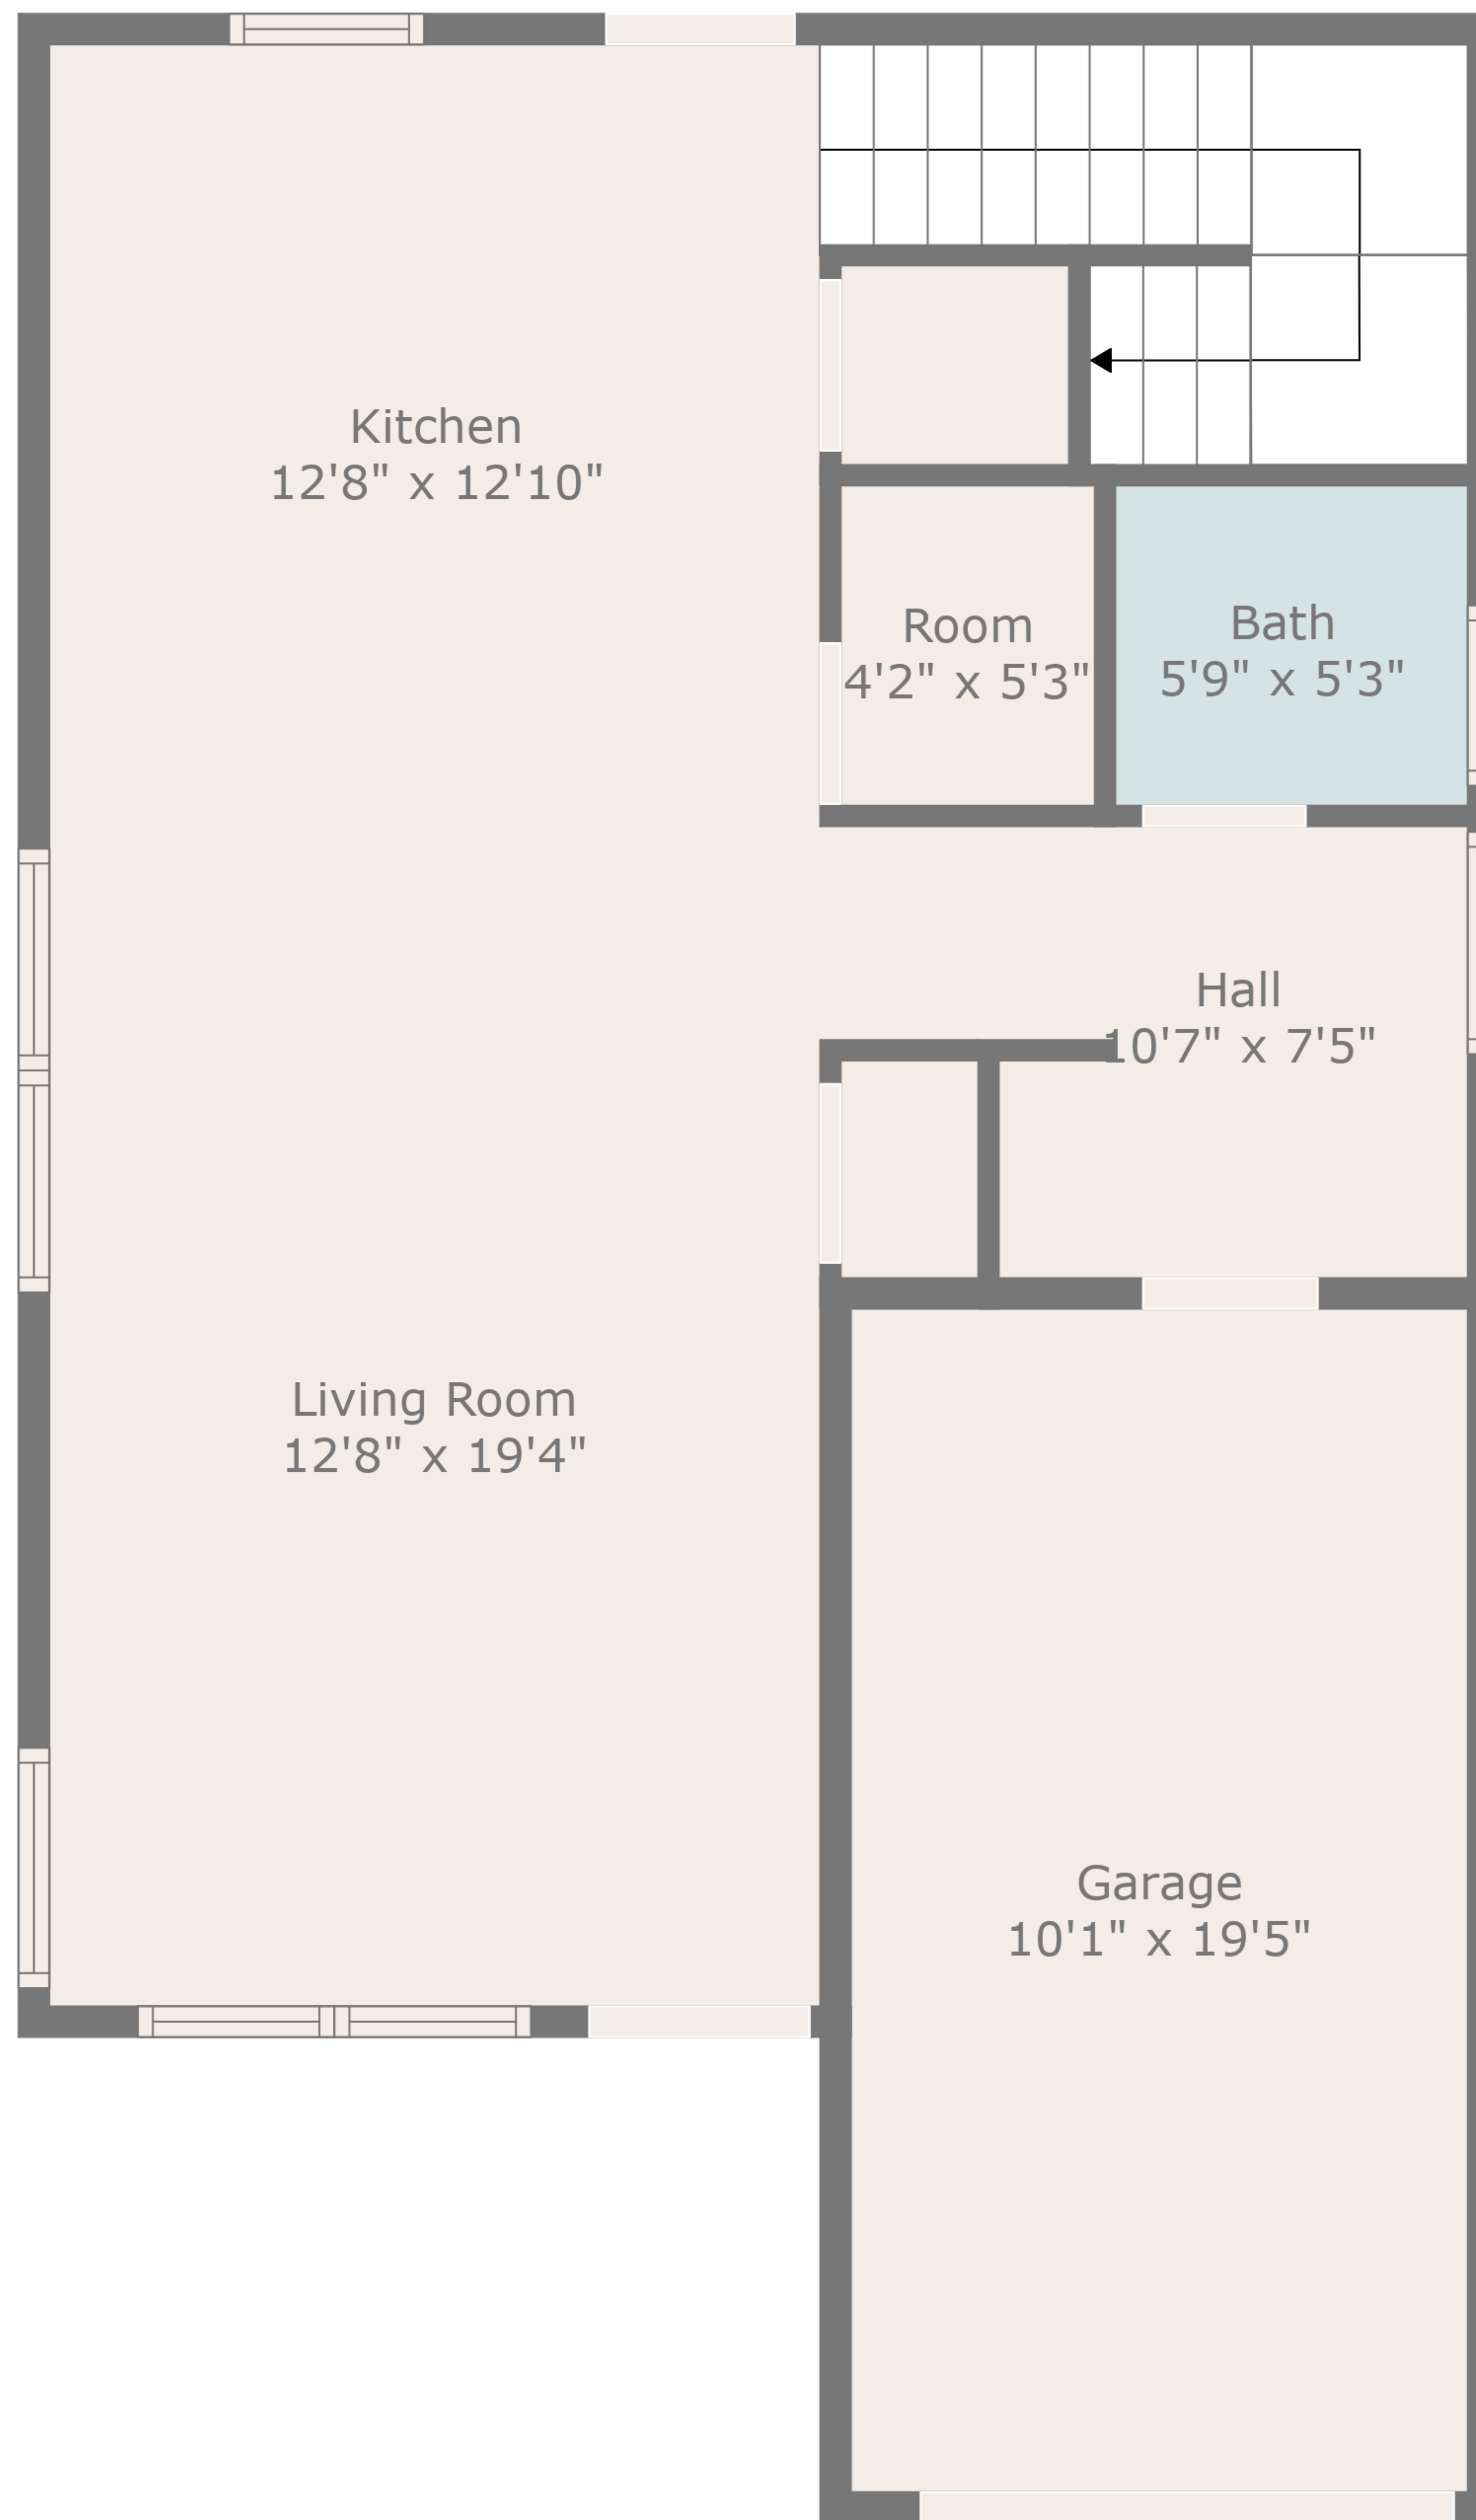 Kitchen
12'8" x 12'10"
Room
4'2" x 5'3"
Bath
5'9" x 5'3"
Hall
10'7" x 7'5"
Living Room
12'8" x 19'4"
Garage
10'1" x 19'5"